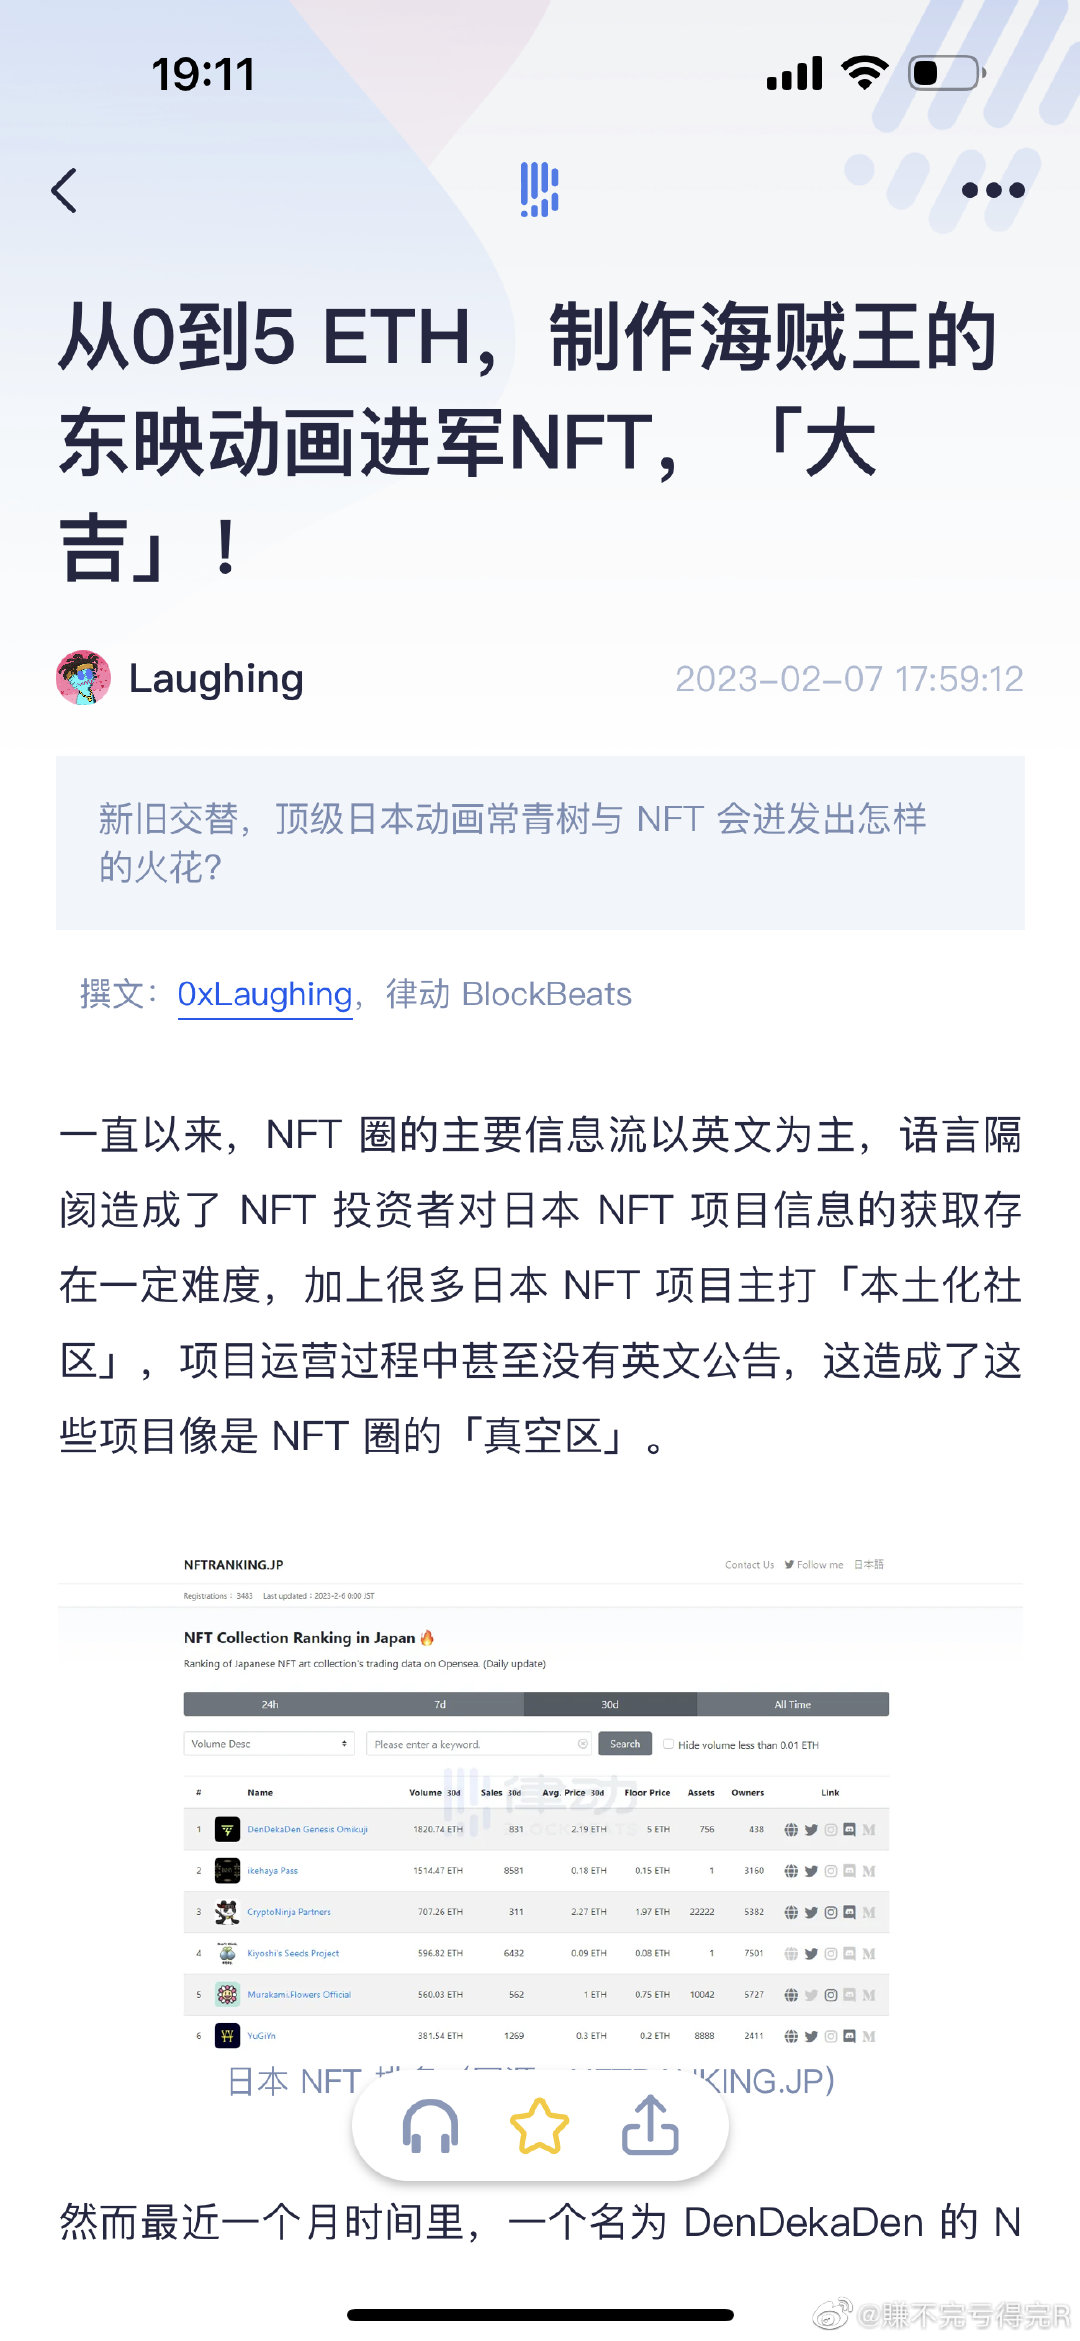 19:11
从0到5 ETH，制作海贼王的
东映动画进军NFT，「大
吉」！
Laughing 2023-02-07 17:59:12
新旧交替，顶级日本动画常青树与 NFT 会迸发出怎样
的火花？
撰文：0xLaughing，律动 BlockBeats
一直以来，NFT 圈的主要信息流以英文为主，语言隔
阂造成了 NFT 投资者对日本 NFT 项目信息的获取存
在一定难度，加上很多日本 NFT 项目主打「本土化社
区」，项目运营过程中甚至没有英文公告，这造成了这
些项目像是 NFT 圈的「真空区」。
NFTRANKING.JP Contact Us Follow me 日本語
Registrations : 3483 Last updated : 2023-2-6 0:00 JST
NFT Collection Ranking in Japan
Ranking of Japanese NFT art collection's trading data on Opensea. (Daily update)
24h 7d 30d All Time
Volume Desc Please enter a keyword. Search Hide volume less than 0.01 ETH
律动
BLOCKBEATS
# Name Volume 30d Sales 30d Avg. Price 30d Floor Price Assets Owners Link
1 DenDekaDen Genesis Omikuji 1820.74 ETH 831 2.19 ETH 5 ETH 756 438
2 ikehaya Pass 1514.47 ETH 8581 0.18 ETH 0.15 ETH 1 3160
3 CryptoNinja Partners 707.26 ETH 311 2.27 ETH 1.97 ETH 22222 5382
4 Kiyoshi's Seeds Project 596.82 ETH 6432 0.09 ETH 0.08 ETH 1 7501
5 Murakami.Flowers Official 560.03 ETH 562 1 ETH 0.75 ETH 10042 5727
6 YuGiYn 381.54 ETH 1269 0.3 ETH 0.2 ETH 8888 2411
日本 NFT KING.JP）
然而最近一个月时间里，一个名为 DenDekaDen 的 N
@赚不完亏得完R